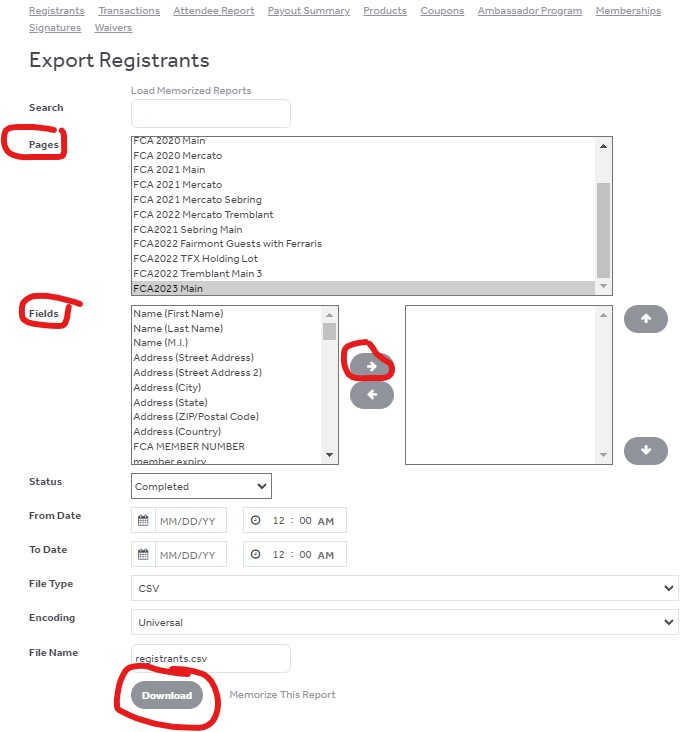 Registrants Transactions Attendee Report Payout Summary Products Coupons Ambassador Program Memberships
Signatures Waivers
Export Registrants
Load Memorized Reports
Search
Pages
FCA 2020 Main
FCA 2020 Mercato
FCA 2021 Main
FCA 2021 Mercato
FCA 2021 Mercato Sebring
FCA 2022 Mercato Tremblant
FCA2021 Sebring Main
FCA2022 Fairmont Guests with Ferraris
FCA2022 TFX Holding Lot
FCA2022 Tremblant Main 3
FCA2023 Main
Fields
Name (First Name)
Name (Last Name)
Name (M.I.)
Address (Street Address)
Address (Street Address 2)
Address (City)
Address (State)
Address (ZIP/Postal Code)
Address (Country)
FCA MEMBER NUMBER
member expiry
Status Completed
From Date MM/DD/YY 12 : 00 AM
To Date MM/DD/YY 12 : 00 AM
File Type CSV
Encoding Universal
File Name registrants.csv
Download Memorize This Report